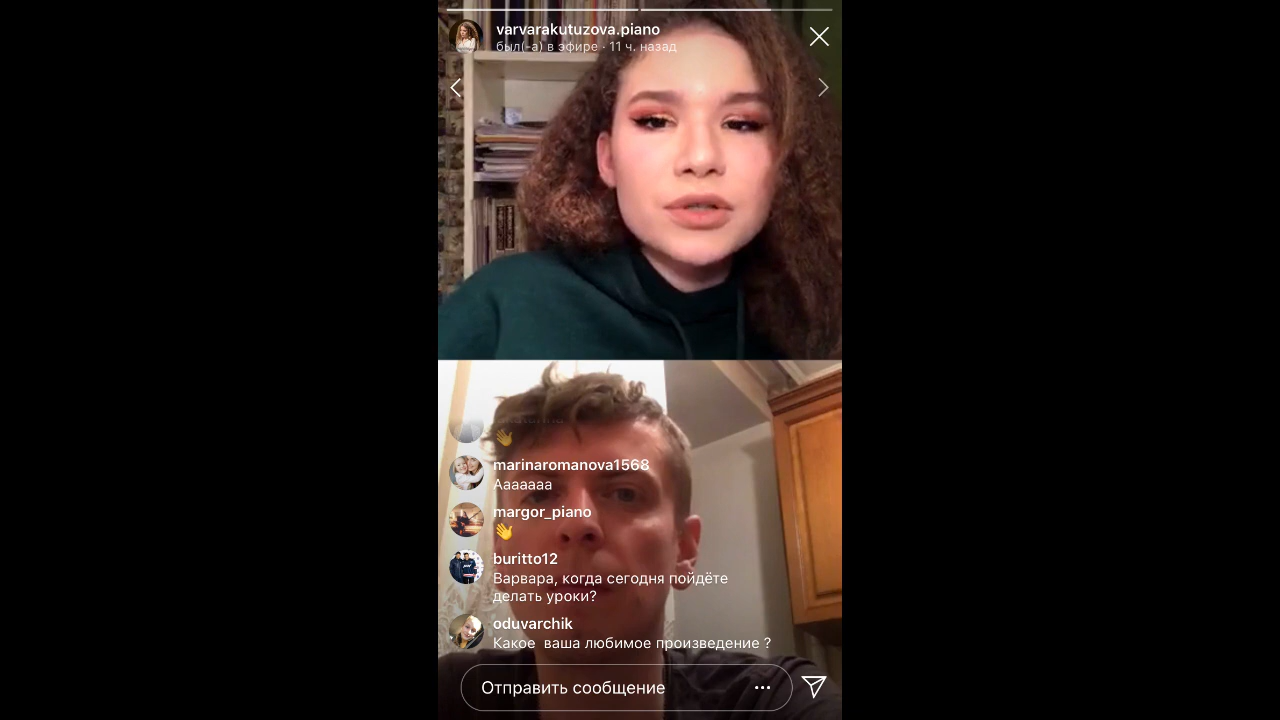 varvarakutuzova.piano
был(-а) в эфире · 11 ч. назад
marinaromanova1568
Ааааааа
margor_piano
buritto12
Варвара, когда сегодня пойдёте
делать уроки?
oduvarchik
Какое ваша любимое произведение ?
Отправить сообщение